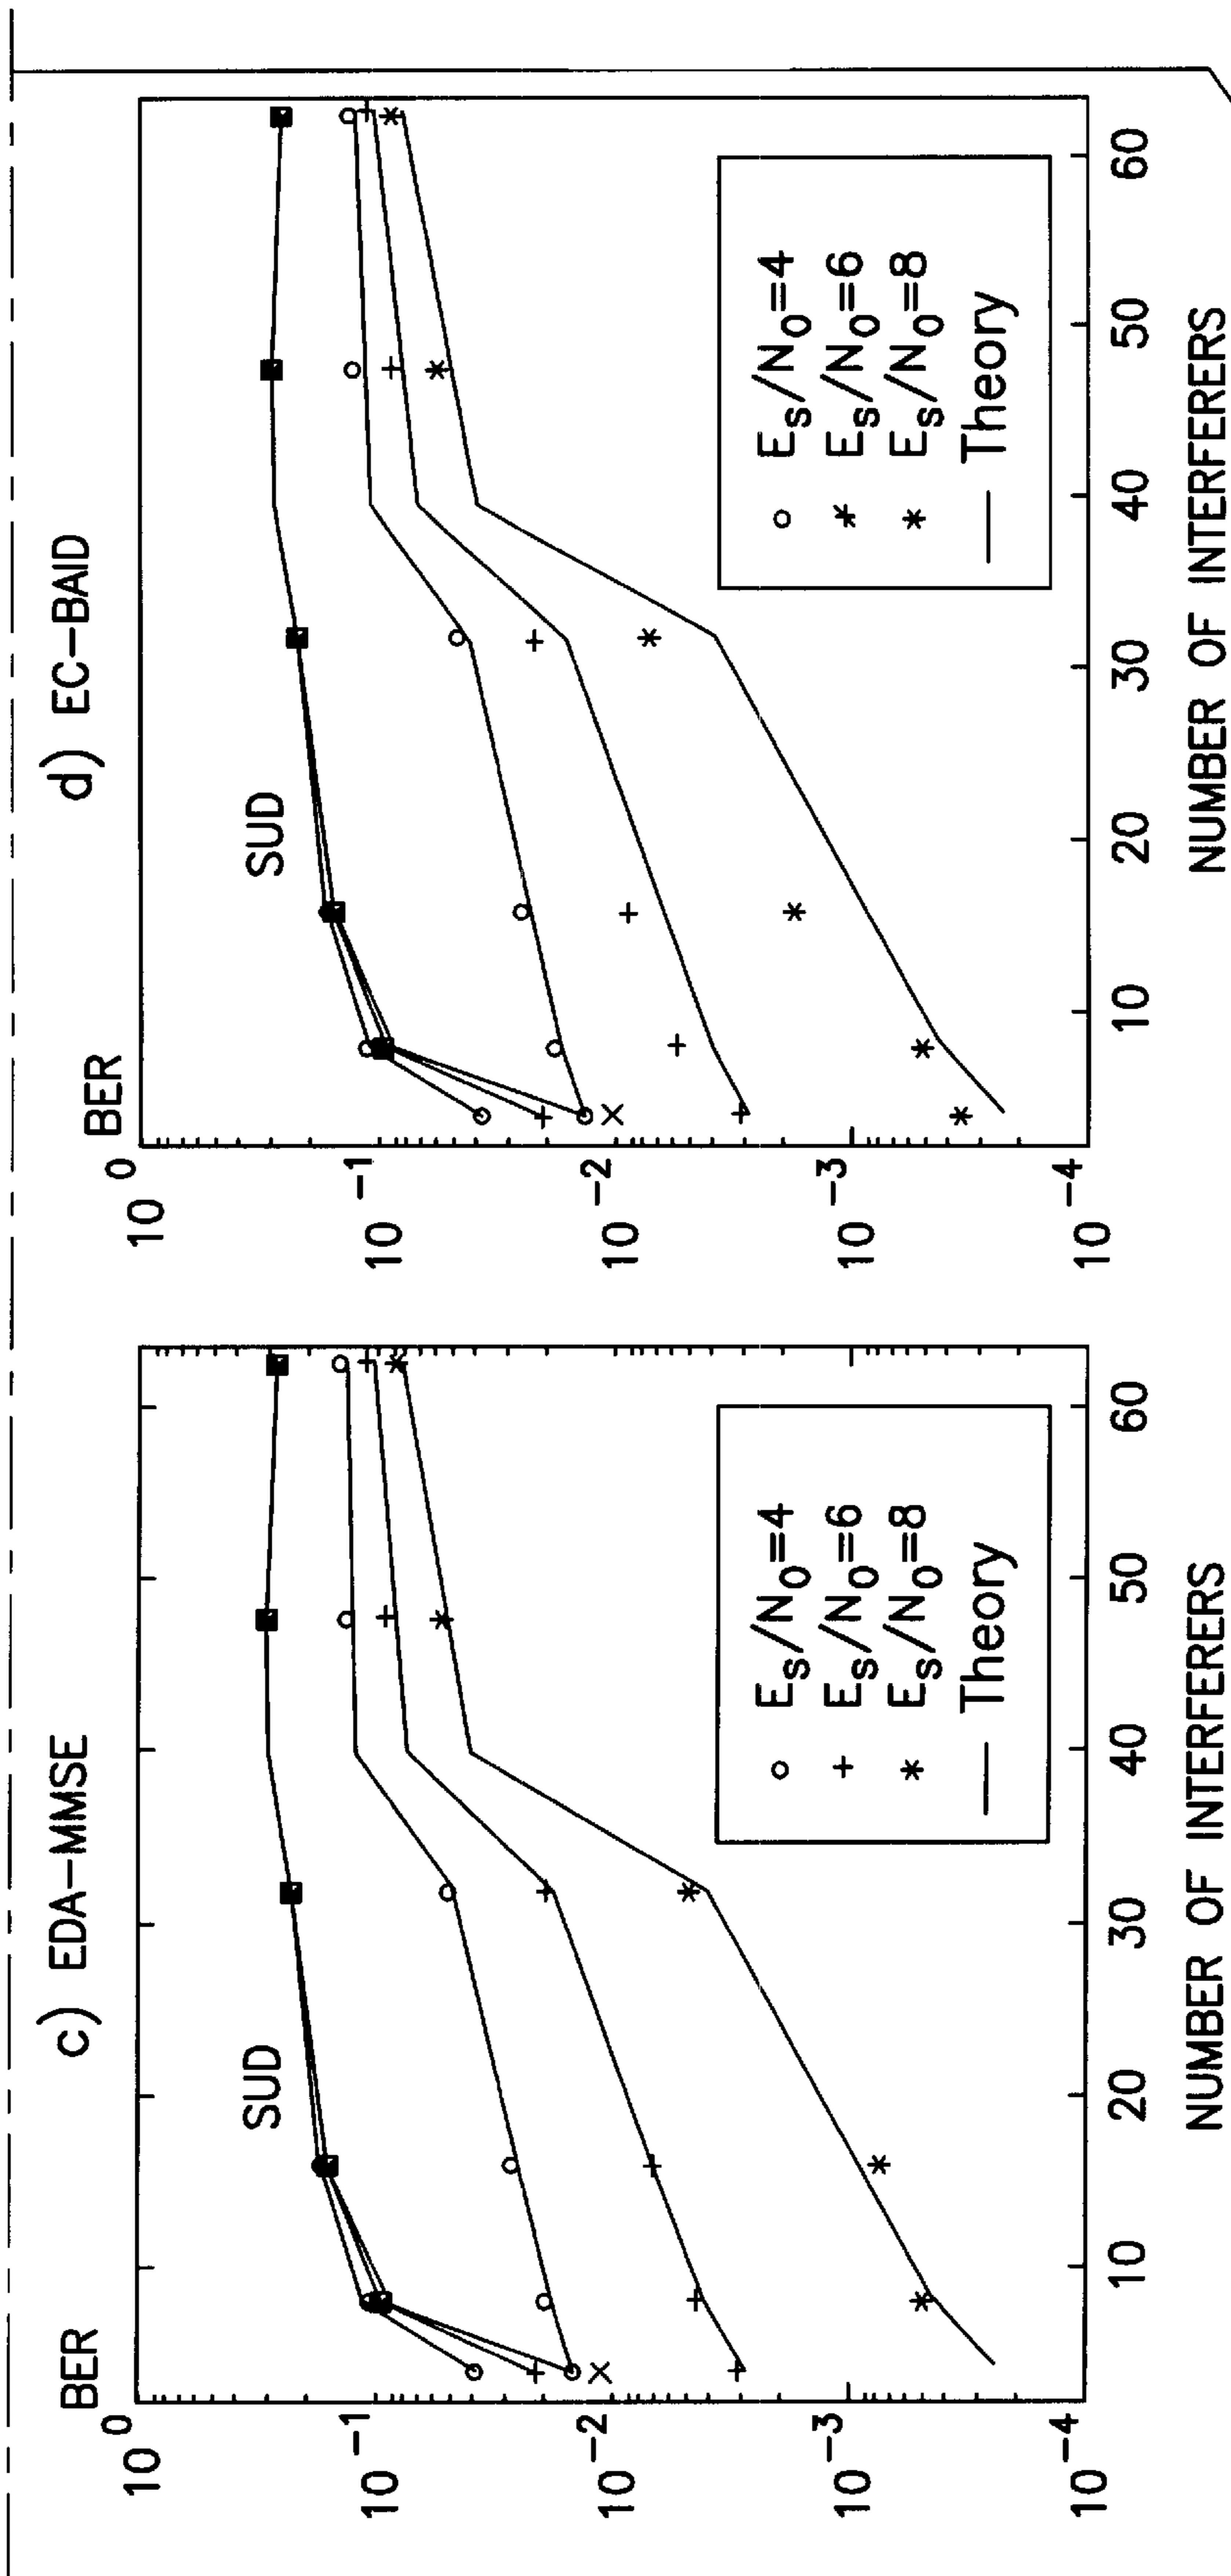 c) EDA-MMSE
BER
10 0
10 -1
10 -2
10 -3
10 -4
SUD
o E_s/N_0=4
+ E_s/N_0=6
* E_s/N_0=8
— Theory
10 20 30 40 50 60
NUMBER OF INTERFERERS
d) EC-BAID
BER
10 0
10 -1
10 -2
10 -3
10 -4
SUD
o E_s/N_0=4
+ E_s/N_0=6
* E_s/N_0=8
— Theory
10 20 30 40 50 60
NUMBER OF INTERFERERS